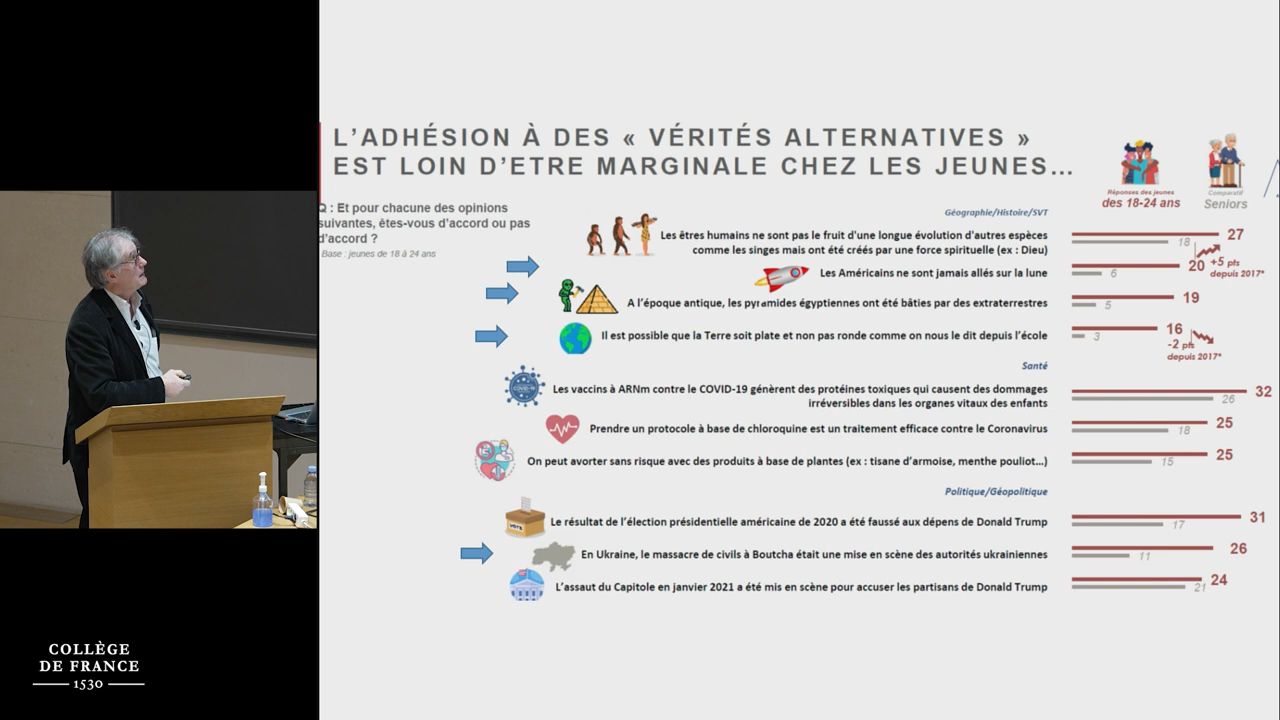 L'ADHÉSION À DES « VÉRITÉS ALTERNATIVES »
EST LOIN D'ETRE MARGINALE CHEZ LES JEUNES...
Réponses des jeunes
des 18-24 ans
Comparatif
Seniors
Q : Et pour chacune des opinions
suivantes, êtes-vous d'accord ou pas
d'accord ?
Base : jeunes de 18 à 24 ans
Géographie/Histoire/SVT
Les êtres humains ne sont pas le fruit d'une longue évolution d'autres espèces
comme les singes mais ont été créés par une force spirituelle (ex : Dieu)
27
18
Les Américains ne sont jamais allés sur la lune
20
6
+5 pts
depuis 2017*
A l'époque antique, les pyramides égyptiennes ont été bâties par des extraterrestres
19
5
Il est possible que la Terre soit plate et non pas ronde comme on nous le dit depuis l'école
16
3
-2 pts
depuis 2017*
Santé
COVID-19
Les vaccins à ARNm contre le COVID-19 génèrent des protéines toxiques qui causent des dommages
irréversibles dans les organes vitaux des enfants
32
26
Prendre un protocole à base de chloroquine est un traitement efficace contre le Coronavirus
25
18
On peut avorter sans risque avec des produits à base de plantes (ex : tisane d'armoise, menthe pouliot...)
25
15
Politique/Géopolitique
VOTE
Le résultat de l'élection présidentielle américaine de 2020 a été faussé aux dépens de Donald Trump
31
17
En Ukraine, le massacre de civils à Boutcha était une mise en scène des autorités ukrainiennes
26
11
L'assaut du Capitole en janvier 2021 a été mis en scène pour accuser les partisans de Donald Trump
24
21
COLLÈGE
DE FRANCE
1530